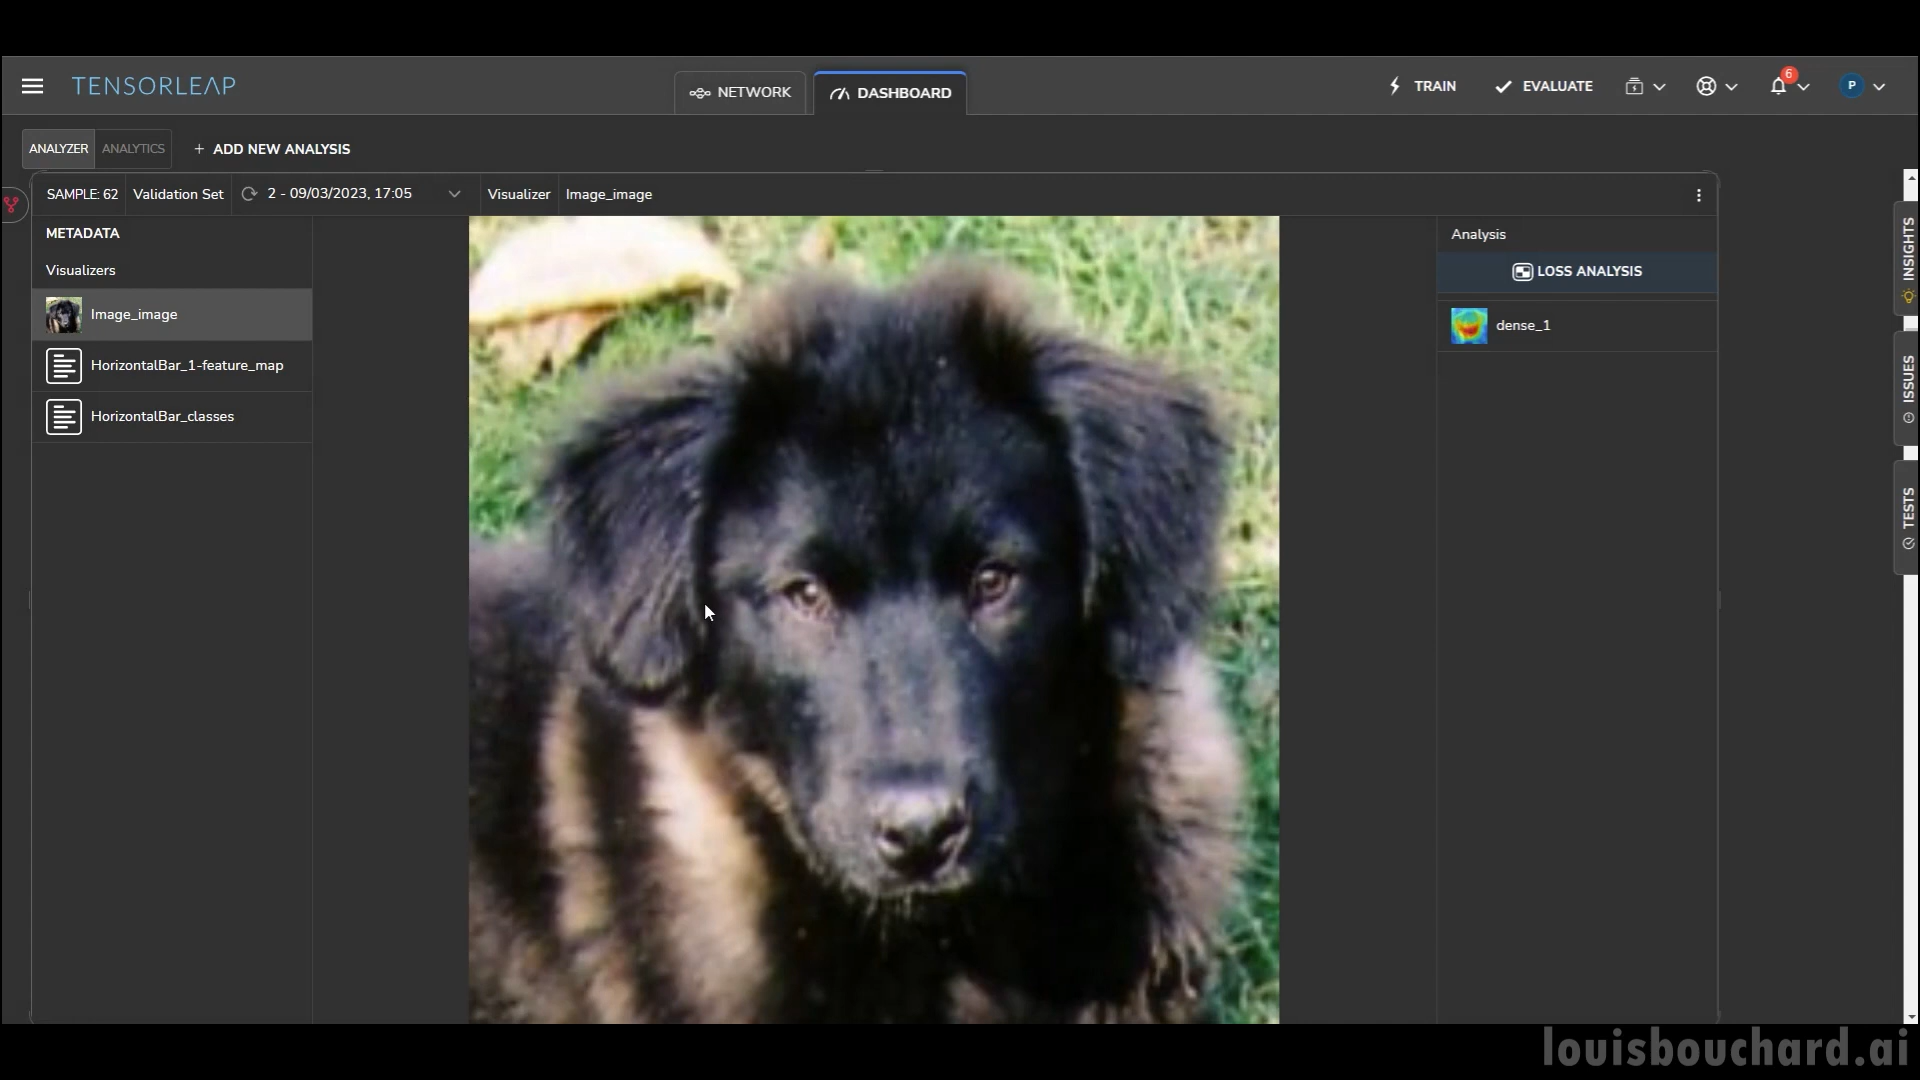 TENSORLEAP
NETWORK
DASHBOARD
TRAIN
EVALUATE
6
P
ANALYZER
ANALYTICS
+ ADD NEW ANALYSIS
SAMPLE: 62
Validation Set
2 - 09/03/2023, 17:05
Visualizer
Image_image
METADATA
Visualizers
Image_image
HorizontalBar_1-feature_map
HorizontalBar_classes
Analysis
LOSS ANALYSIS
dense_1
INSIGHTS
ISSUES
TESTS
louisbouchard.ai